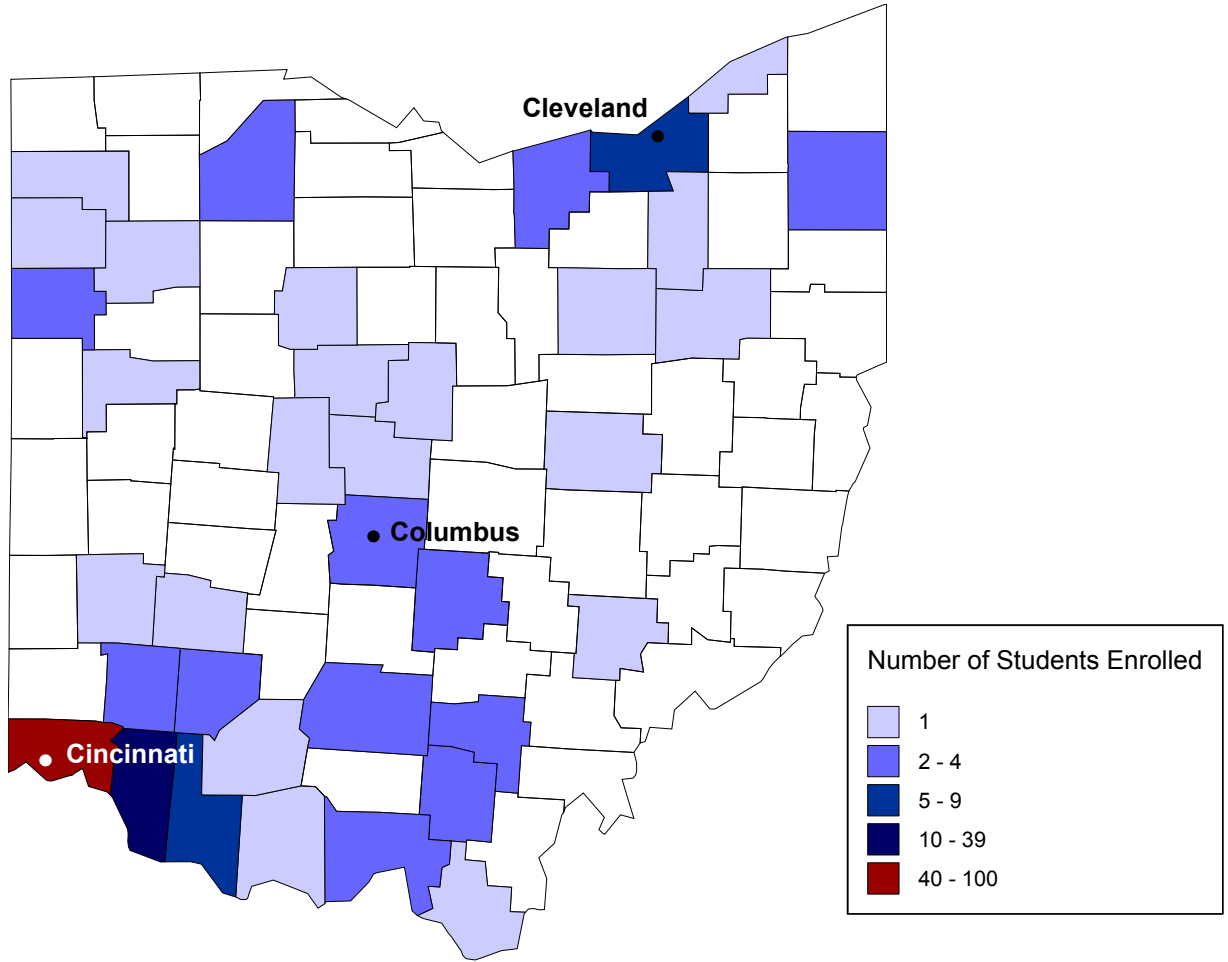 Cleveland
Columbus
Cincinnati
Number of Students Enrolled
1
2 - 4
5 - 9
10 - 39
40 - 100